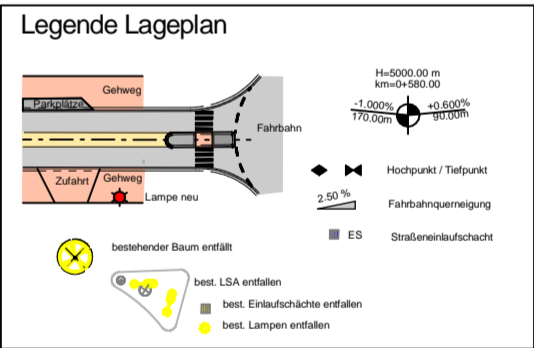 Legende Lageplan
Gehweg
Parkplätze
Fahrbahn
Zufahrt
Gehweg
Lampe neu
H=5000.00 m
km=0+580.00
-1.000% +0.600%
170.00m 90.00m
Hochpunkt / Tiefpunkt
2.50 %
Fahrbahnquerneigung
ES Straßeneinlaufschacht
bestehender Baum entfällt
best. LSA entfallen
best. Einlaufschächte entfallen
best. Lampen entfallen